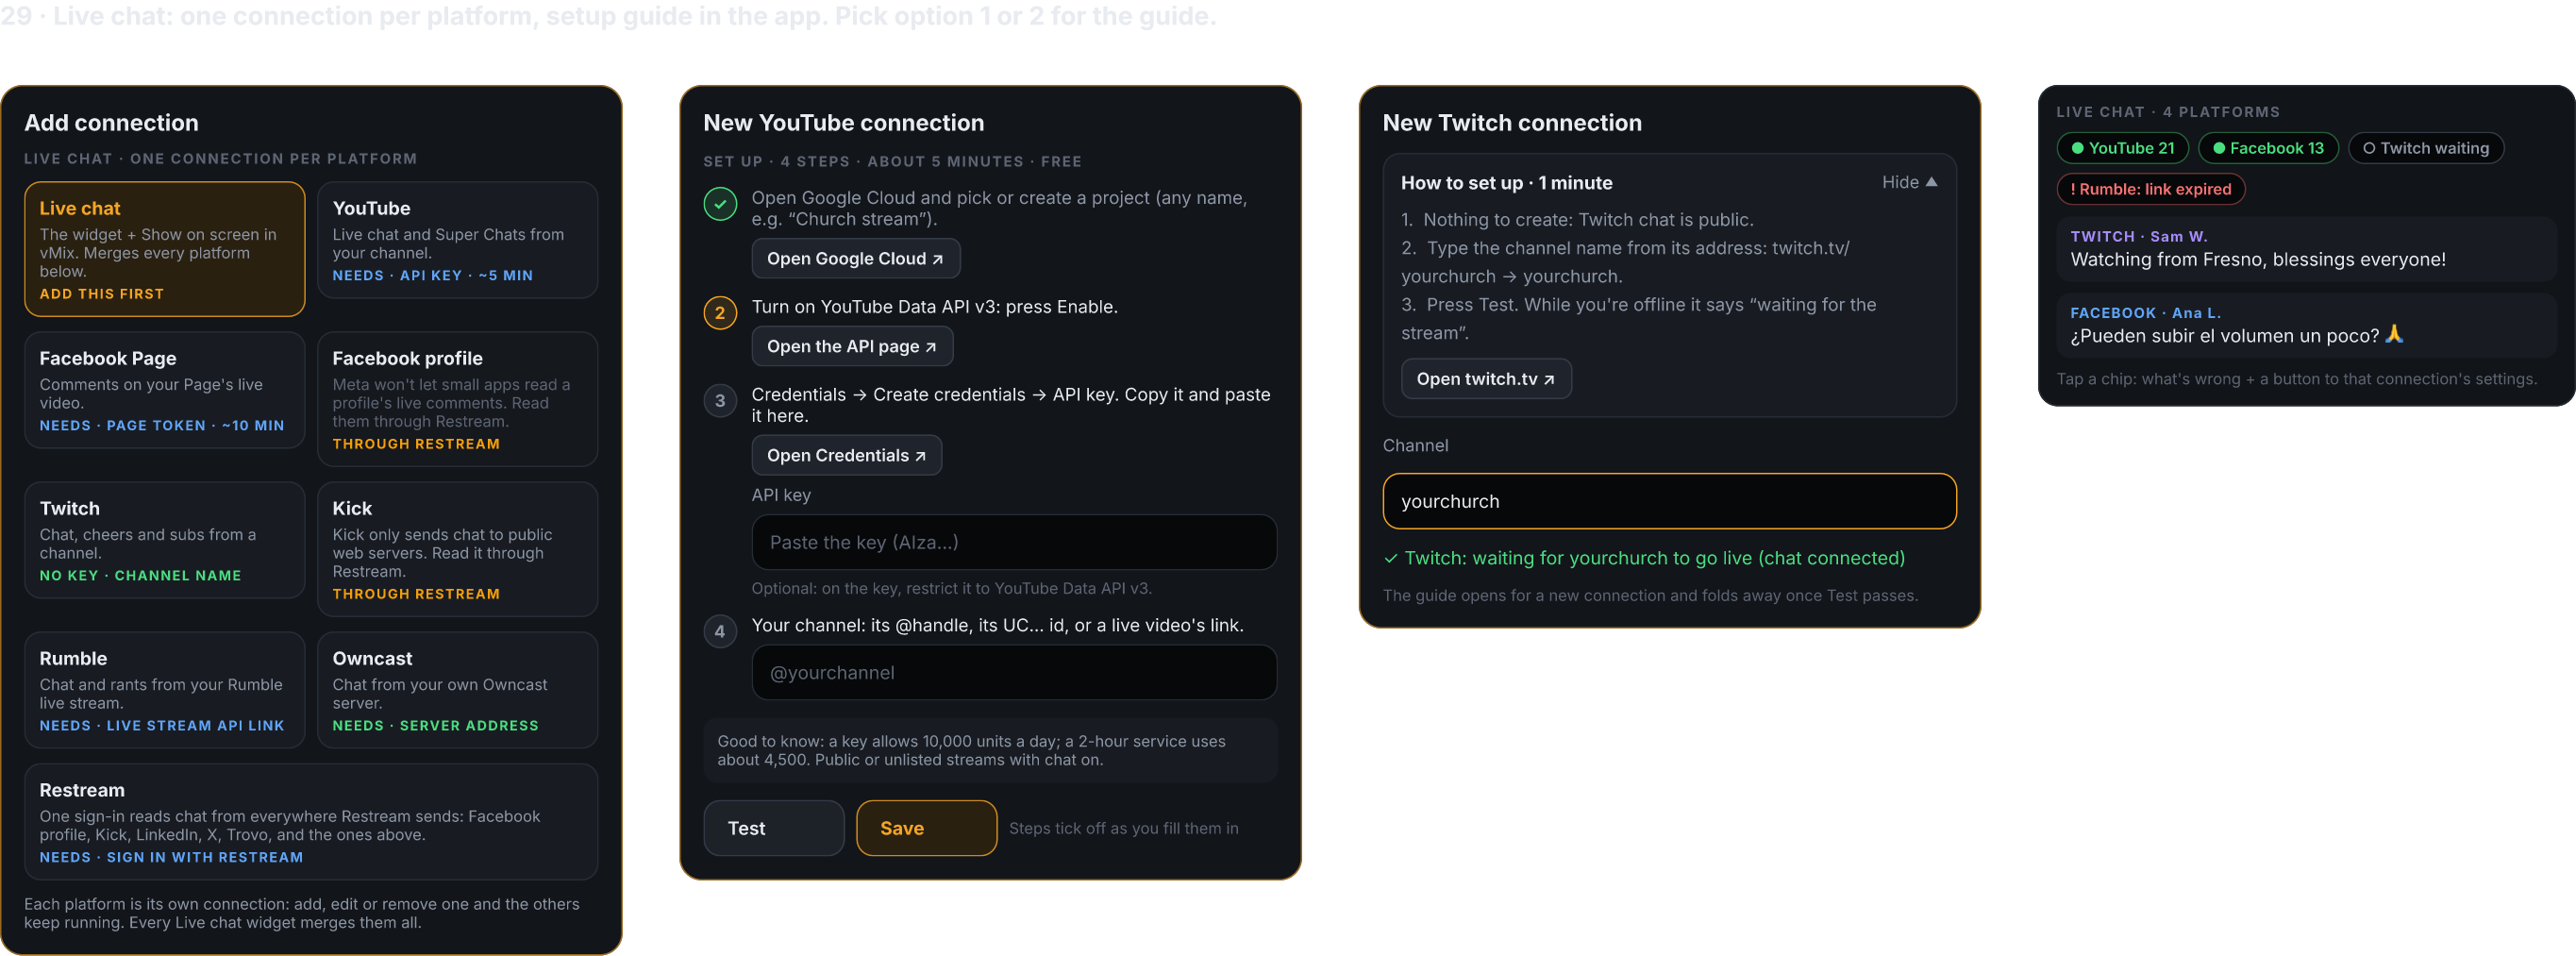 29 · Live chat: one connection per platform, setup guide in the app. Pick option 1 or 2 for the guide.
Add connection
LIVE CHAT · ONE CONNECTION PER PLATFORM
Live chat
The widget + Show on screen in
vMix. Merges every platform
below.
ADD THIS FIRST
YouTube
Live chat and Super Chats from
your channel.
NEEDS · API KEY · ~5 MIN
Facebook Page
Comments on your Page's live
video.
NEEDS · PAGE TOKEN · ~10 MIN
Facebook profile
Meta won't let small apps read a
profile's live comments. Read
them through Restream.
THROUGH RESTREAM
Twitch
Chat, cheers and subs from a
channel.
NO KEY · CHANNEL NAME
Kick
Kick only sends chat to public
web servers. Read it through
Restream.
THROUGH RESTREAM
Rumble
Chat and rants from your Rumble
live stream.
NEEDS · LIVE STREAM API LINK
Owncast
Chat from your own Owncast
server.
NEEDS · SERVER ADDRESS
Restream
One sign-in reads chat from everywhere Restream sends: Facebook
profile, Kick, LinkedIn, X, Trovo, and the ones above.
NEEDS · SIGN IN WITH RESTREAM
Each platform is its own connection: add, edit or remove one and the others
keep running. Every Live chat widget merges them all.
New YouTube connection
SET UP · 4 STEPS · ABOUT 5 MINUTES · FREE
✓ Open Google Cloud and pick or create a project (any name,
e.g. “Church stream”).
Open Google Cloud ↗
2 Turn on YouTube Data API v3: press Enable.
Open the API page ↗
3 Credentials → Create credentials → API key. Copy it and paste
it here.
Open Credentials ↗
API key
Paste the key (AIza...)
Optional: on the key, restrict it to YouTube Data API v3.
4 Your channel: its @handle, its UC... id, or a live video's link.
@yourchannel
Good to know: a key allows 10,000 units a day; a 2-hour service uses
about 4,500. Public or unlisted streams with chat on.
Test Save Steps tick off as you fill them in
New Twitch connection
How to set up · 1 minute Hide ▲
1. Nothing to create: Twitch chat is public.
2. Type the channel name from its address: twitch.tv/
yourchurch → yourchurch.
3. Press Test. While you're offline it says “waiting for the
stream”.
Open twitch.tv ↗
Channel
yourchurch
✓ Twitch: waiting for yourchurch to go live (chat connected)
The guide opens for a new connection and folds away once Test passes.
LIVE CHAT · 4 PLATFORMS
● YouTube 21 ● Facebook 13 ○ Twitch waiting
! Rumble: link expired
TWITCH · Sam W.
Watching from Fresno, blessings everyone!
FACEBOOK · Ana L.
¿Pueden subir el volumen un poco? 🙏
Tap a chip: what's wrong + a button to that connection's settings.